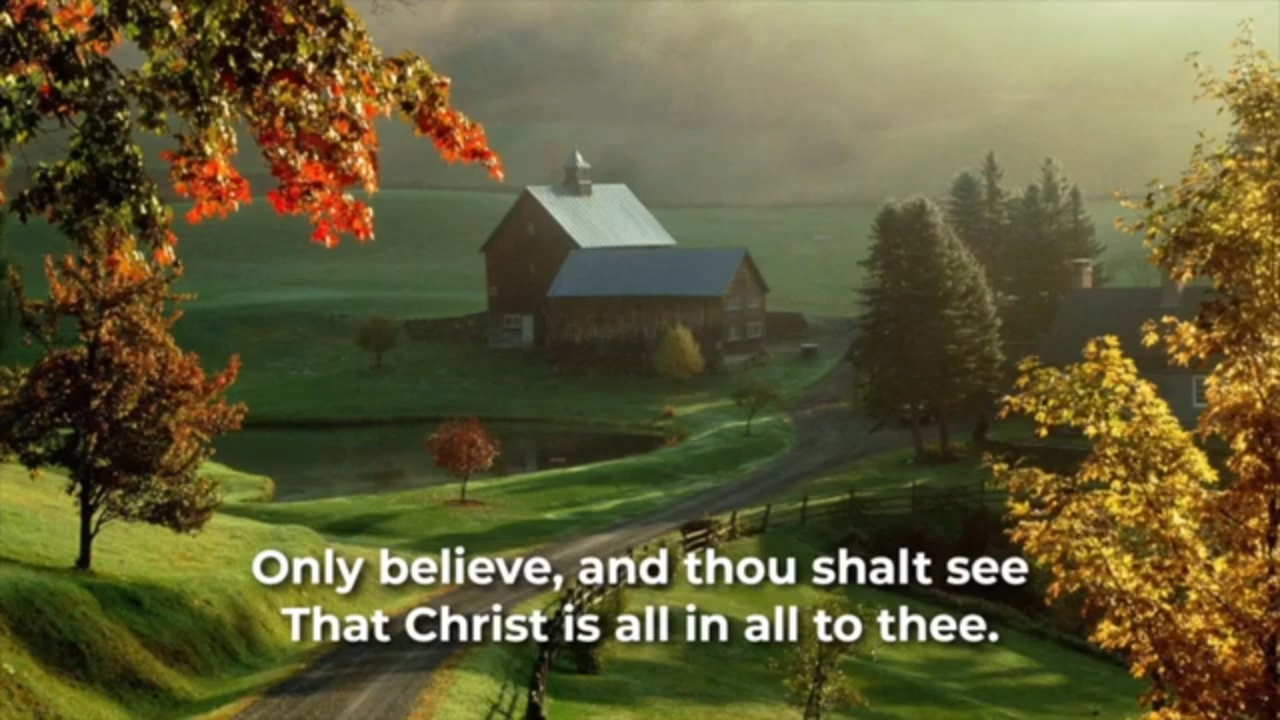 Only believe, and thou shalt see
That Christ is all in all to thee.